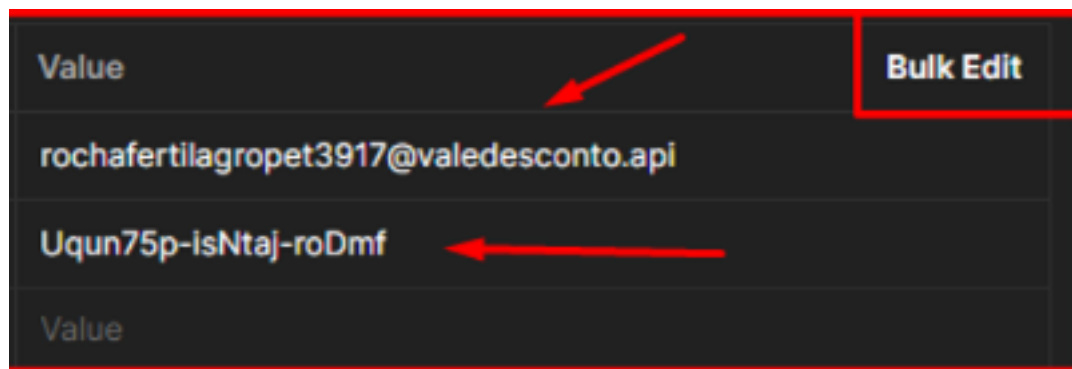 Value Bulk Edit
rochafertilagropet3917@valedesconto.api
Uqun75p-isNtaj-roDmf
Value